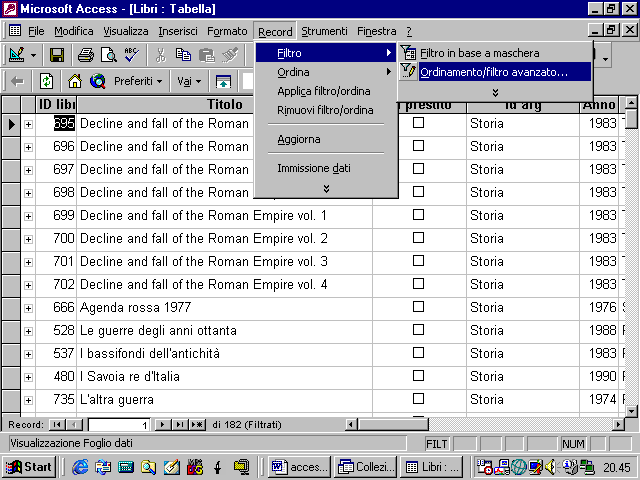 Microsoft Access - [Libri : Tabella]
File Modifica Visualizza Inserisci Formato Record Strumenti Finestra ?
Filtro
Ordina
Applica filtro/ordina
Rimuovi filtro/ordina
Aggiorna
Immissione dati
Filtro in base a maschera
Ordinamento/filtro avanzato...
Preferiti Vai
ID libr Titolo prestito Id arg Anno
695 Decline and fall of the Roman Storia 1983
696 Decline and fall of the Roman Storia 1983
697 Decline and fall of the Roman Storia 1983
698 Decline and fall of the Roman Storia 1983
699 Decline and fall of the Roman Empire vol. 1 Storia 1983
700 Decline and fall of the Roman Empire vol. 2 Storia 1983
701 Decline and fall of the Roman Empire vol. 3 Storia 1983
702 Decline and fall of the Roman Empire vol. 4 Storia 1983
666 Agenda rossa 1977 Storia 1976
528 Le guerre degli anni ottanta Storia 1988
537 I bassifondi dell'antichità Storia 1983
480 I Savoia re d'Italia Storia 1990
735 L'altra guerra Storia 1974
Record: 1 di 182 (Filtrati)
Visualizzazione Foglio dati FILT NUM
Start acces... Collezi... Libri : ... 20.45